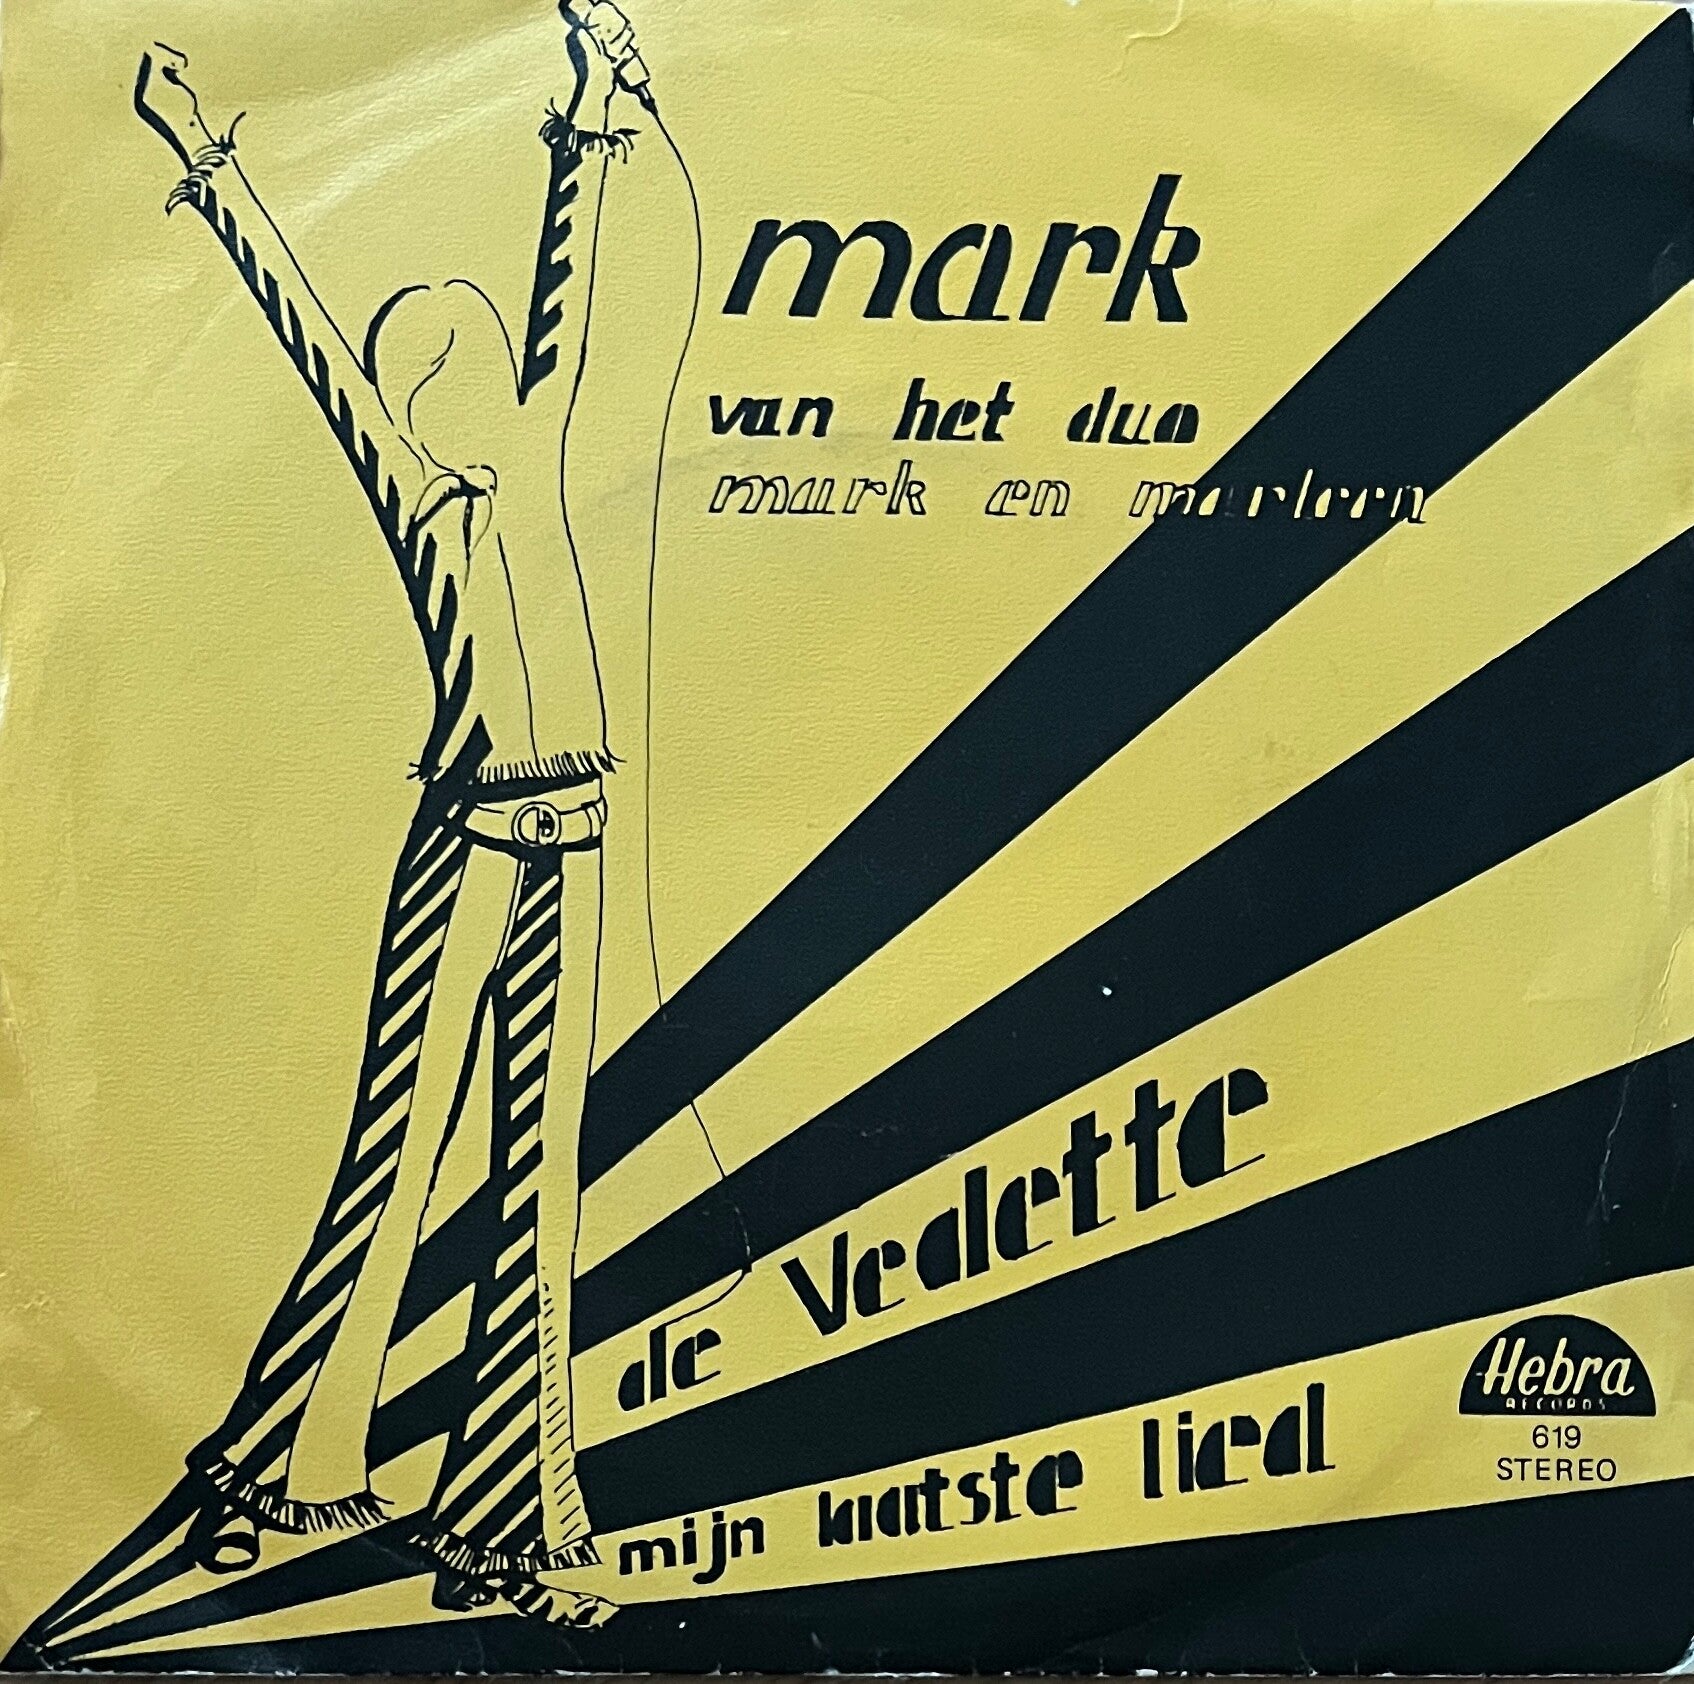 mark
van het duo
mark en marleen
de Vedette
mijn laatste lied
Hebra
RECORDS
619
STEREO